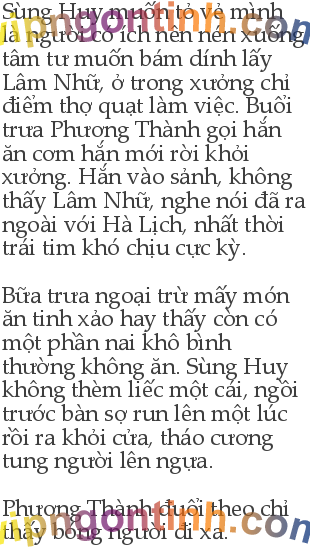 Sùng Huy muốn tỏ vẻ mình
là người có ích nên nén xuống
tâm tư muốn bám dính lấy
Lâm Nhữ, ở trong xưởng chỉ
điểm thợ quạt làm việc. Buổi
trưa Phương Thành gọi hắn
ăn cơm hắn mới rời khỏi
xưởng. Hắn vào sảnh, không
thấy Lâm Nhữ, nghe nói đã ra
ngoài với Hà Lịch, nhất thời
trái tim khó chịu cực kỳ.
Bữa trưa ngoại trừ mấy món
ăn tinh xảo hay thấy còn có
một phần nai khô bình
thường không ăn. Sùng Huy
không thèm liếc một cái, ngồi
trước bàn sợ run lên một lúc
rồi ra khỏi cửa, tháo cương
tung người lên ngựa.
Phương Thành đuổi theo chỉ
thấy bóng người đi xa.
vipngontinh.com
vipngontinh.com